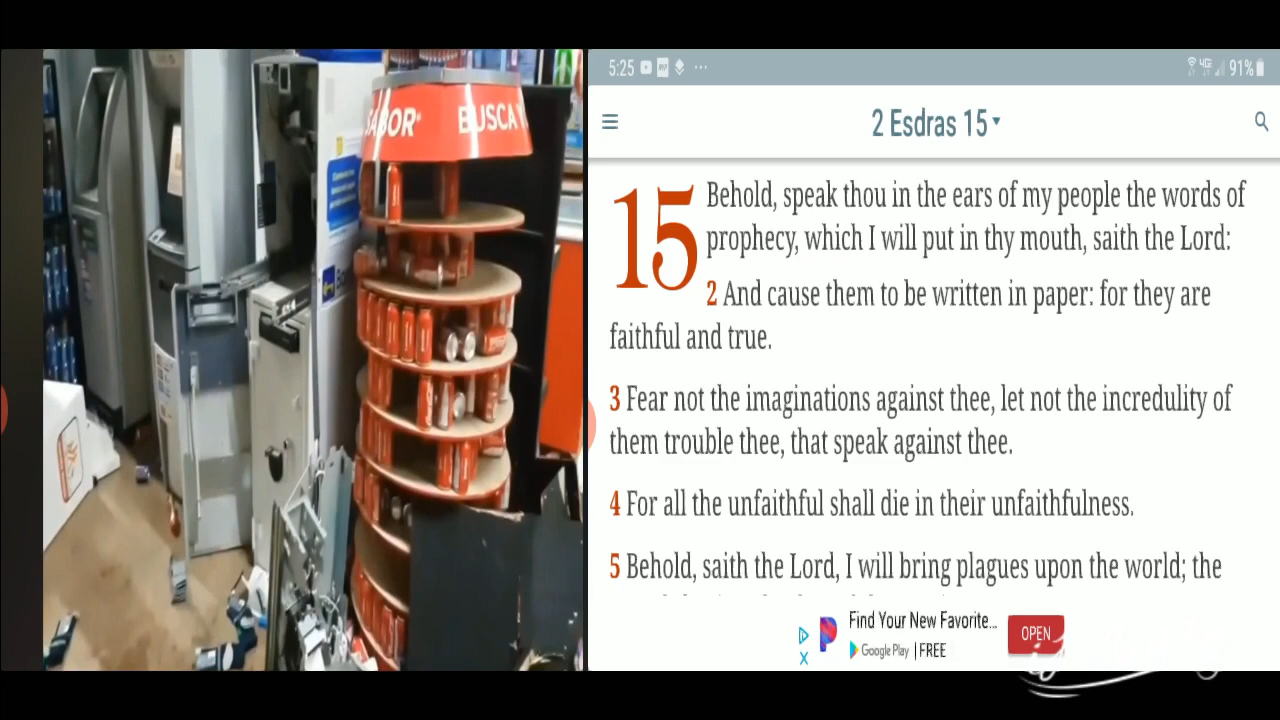 SABOR
BUSCA
5:25
91%
2 Esdras 15
15 Behold, speak thou in the ears of my people the words of
prophecy, which I will put in thy mouth, saith the Lord:
2 And cause them to be written in paper: for they are
faithful and true.
3 Fear not the imaginations against thee, let not the incredulity of
them trouble thee, that speak against thee.
4 For all the unfaithful shall die in their unfaithfulness.
5 Behold, saith the Lord, I will bring plagues upon the world; the
Find Your New Favorite...
Google Play | FREE
OPEN